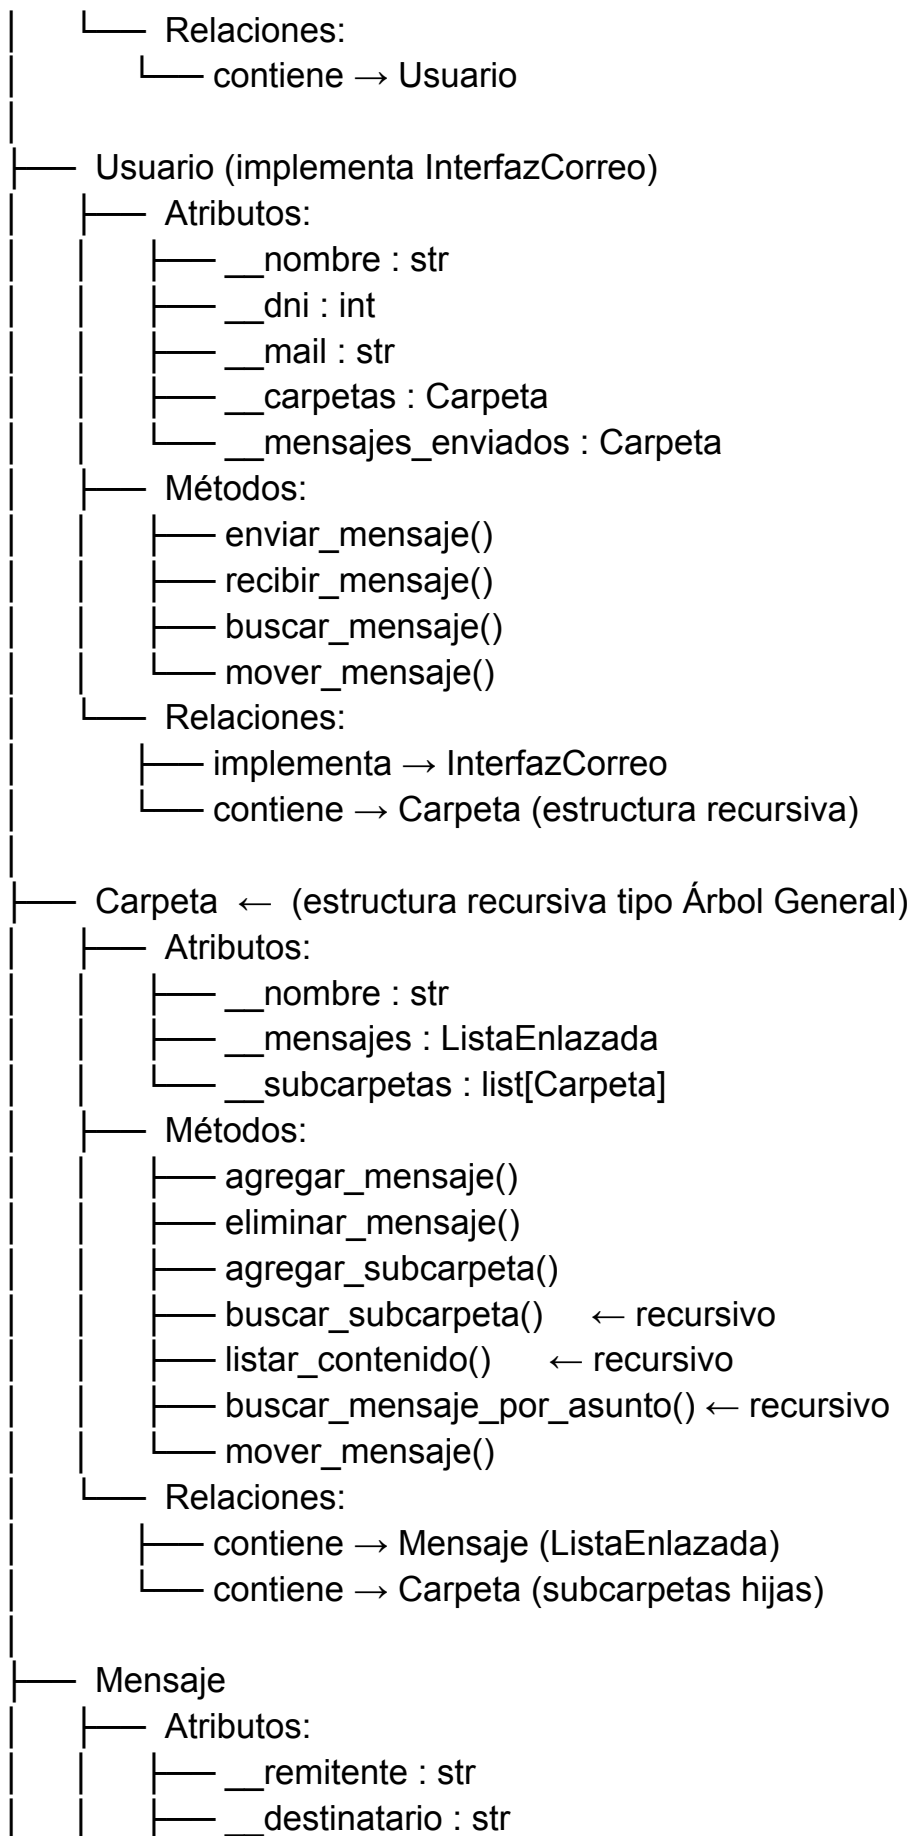 │ └── Relaciones:
│ └── contiene → Usuario
│
├── Usuario (implementa InterfazCorreo)
│ ├── Atributos:
│ │ ├── __nombre : str
│ │ ├── __dni : int
│ │ ├── __mail : str
│ │ ├── __carpetas : Carpeta
│ │ └── __mensajes_enviados : Carpeta
│ ├── Métodos:
│ │ ├── enviar_mensaje()
│ │ ├── recibir_mensaje()
│ │ ├── buscar_mensaje()
│ │ └── mover_mensaje()
│ └── Relaciones:
│ ├── implementa → InterfazCorreo
│ └── contiene → Carpeta (estructura recursiva)
│
├── Carpeta ← (estructura recursiva tipo Árbol General)
│ ├── Atributos:
│ │ ├── __nombre : str
│ │ ├── __mensajes : ListaEnlazada
│ │ └── __subcarpetas : list[Carpeta]
│ ├── Métodos:
│ │ ├── agregar_mensaje()
│ │ ├── eliminar_mensaje()
│ │ ├── agregar_subcarpeta()
│ │ ├── buscar_subcarpeta() ← recursivo
│ │ ├── listar_contenido() ← recursivo
│ │ ├── buscar_mensaje_por_asunto() ← recursivo
│ │ └── mover_mensaje()
│ └── Relaciones:
│ ├── contiene → Mensaje (ListaEnlazada)
│ └── contiene → Carpeta (subcarpetas hijas)
│
├── Mensaje
│ ├── Atributos:
│ │ ├── __remitente : str
│ │ ├── __destinatario : str